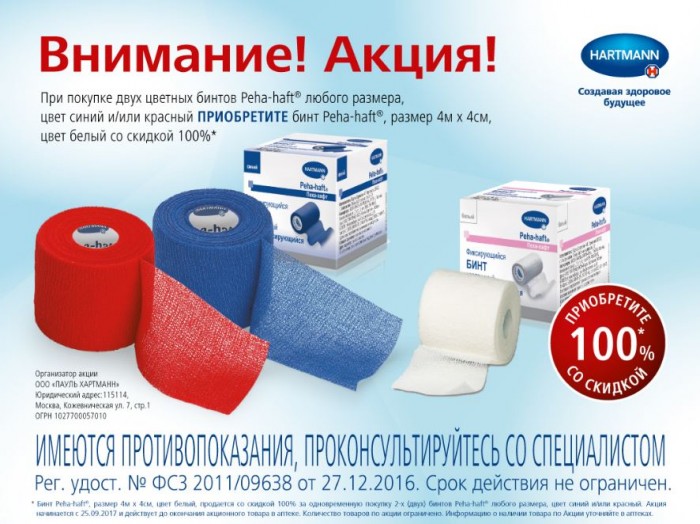 Внимание! Акция!
HARTMANN
Создавая здоровое
будущее
При покупке двух цветных бинтов Peha-haft® любого размера,
цвет синий и/или красный ПРИОБРЕТИТЕ бинт Peha-haft®, размер 4м х 4см,
цвет белый со скидкой 100%*
HARTMANN
Peha-haft®
Пеха-хафт
HARTMANN
Peha-haft®
Фиксирующийся
БИНТ
ПРИОБРЕТИТЕ
100%*
СО СКИДКОЙ
Организатор акции
ООО «ПАУЛЬ ХАРТМАНН»
Юридический адрес:115114,
Москва, Кожевническая ул. 7, стр.1
ОГРН 1027700057010
ИМЕЮТСЯ ПРОТИВОПОКАЗАНИЯ, ПРОКОНСУЛЬТИРУЙТЕСЬ СО СПЕЦИАЛИСТОМ
Рег. удост. № ФСЗ 2011/09638 от 27.12.2016. Срок действия не ограничен.
* Бинт Peha-haft®, размер 4м х 4см, цвет белый, продается со скидкой 100% за одновременную покупку 2-х (двух) бинтов Peha-haft® любого размера, цвет синий и/или красный. Акция
начинается с 25.09.2017 и действует до окончания акционного товара в аптеке. Количество товаров по акции ограничено. Информацию о наличии товара по Акции уточняйте в аптеках.